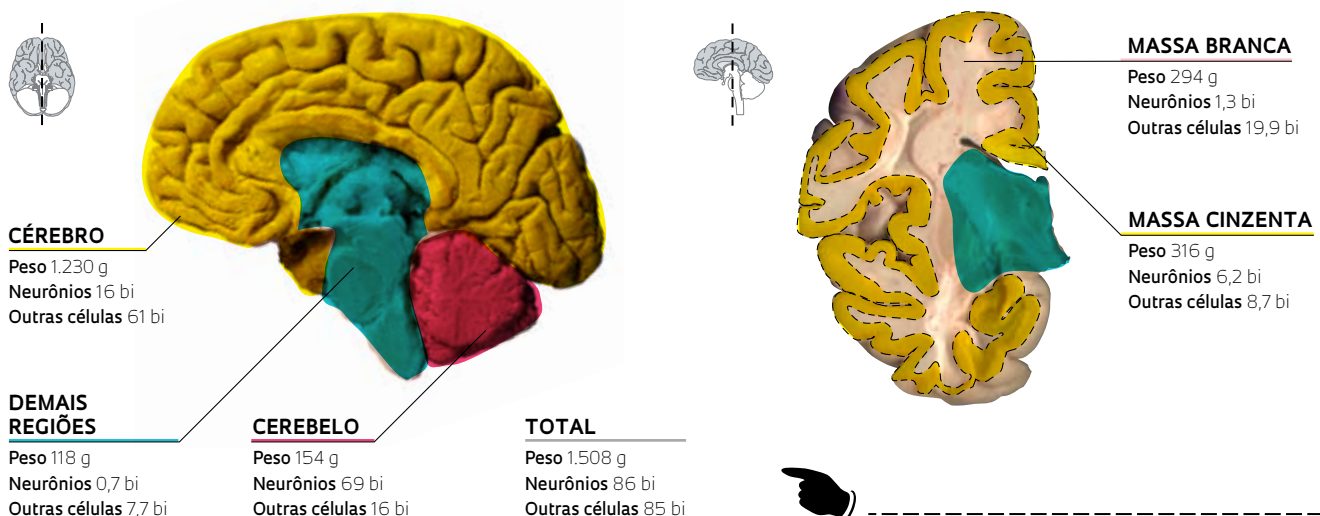 MASSA BRANCA
Peso 294 g
Neurônios 1,3 bi
Outras células 19,9 bi
MASSA CINZENTA
Peso 316 g
Neurônios 6,2 bi
Outras células 8,7 bi
CÉREBRO
Peso 1.230 g
Neurônios 16 bi
Outras células 61 bi
DEMAIS
REGIÕES
Peso 118 g
Neurônios 0,7 bi
Outras células 7,7 bi
CEREBELO
Peso 154 g
Neurônios 69 bi
Outras células 16 bi
TOTAL
Peso 1.508 g
Neurônios 86 bi
Outras células 85 bi